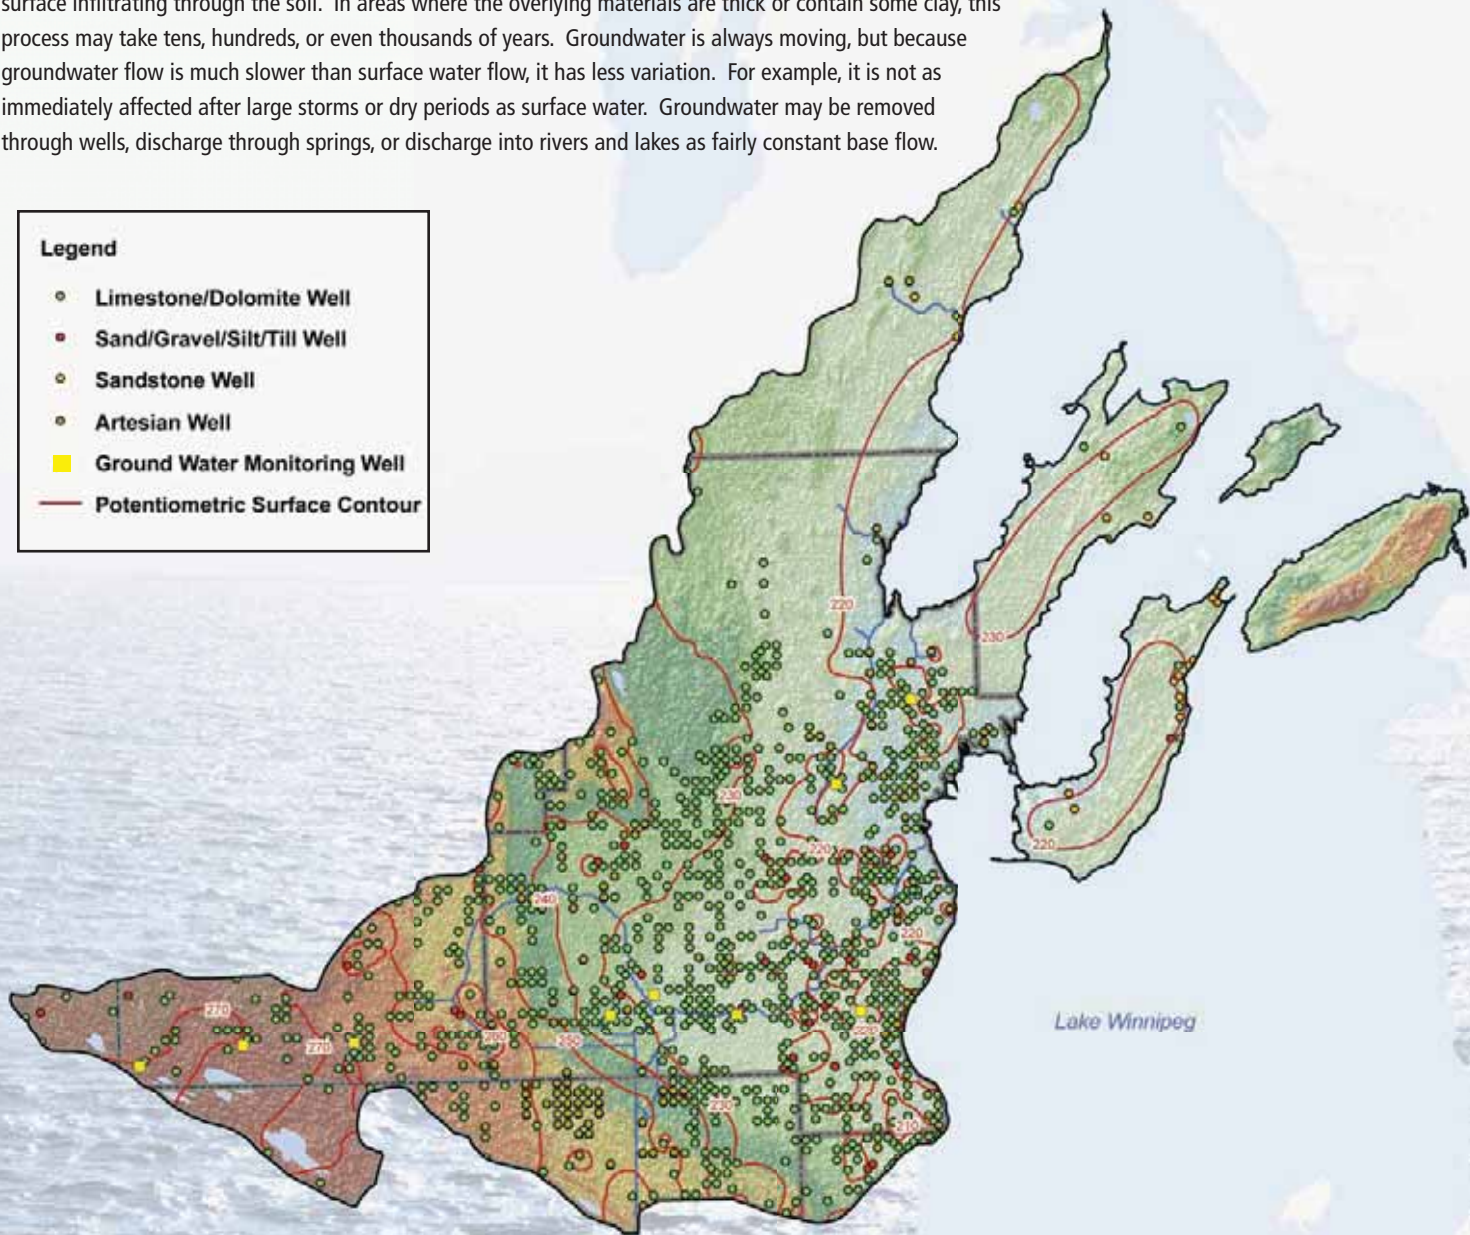 surface infiltrating through the soil. In areas where the overlying materials are thick or contain some clay, this
process may take tens, hundreds, or even thousands of years. Groundwater is always moving, but because
groundwater flow is much slower than surface water flow, it has less variation. For example, it is not as
immediately affected after large storms or dry periods as surface water. Groundwater may be removed
through wells, discharge through springs, or discharge into rivers and lakes as fairly constant base flow.
Legend
Limestone/Dolomite Well
Sand/Gravel/Silt/Till Well
Sandstone Well
Artesian Well
Ground Water Monitoring Well
Potentiometric Surface Contour
220
230
230
220
220
240
220
270
Lake Winnipeg
270
260
230
210